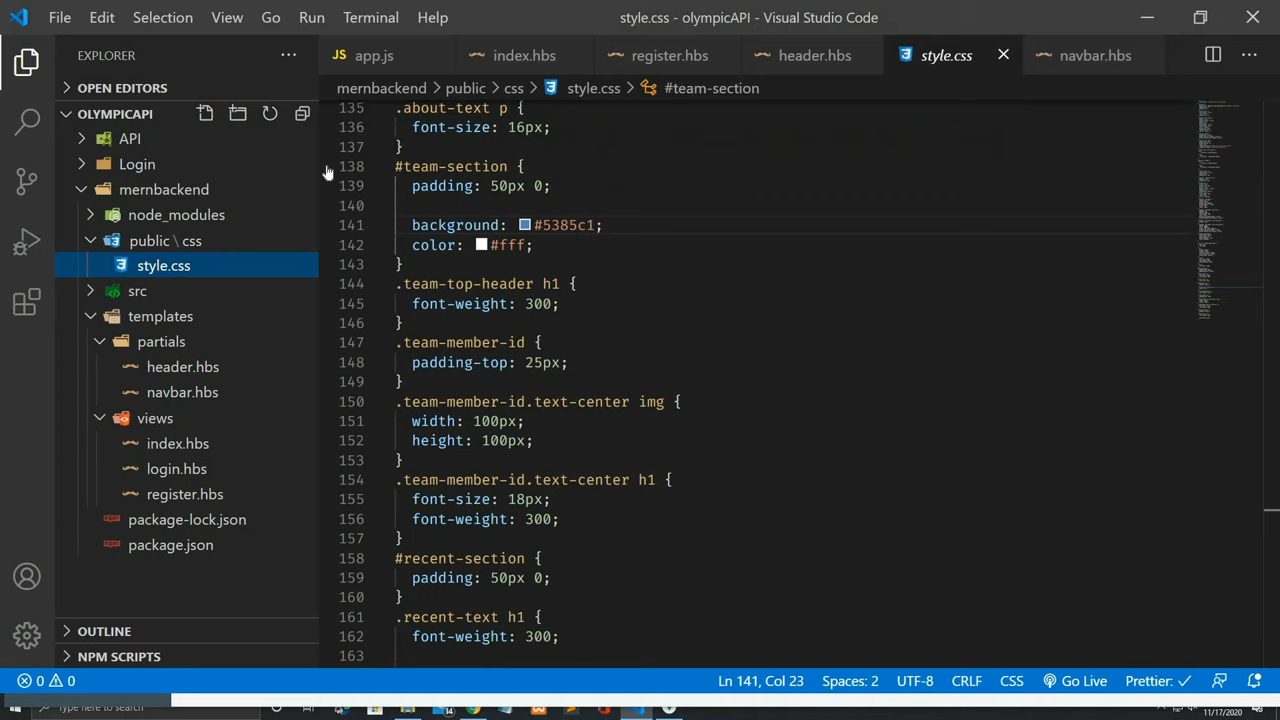 File Edit Selection View Go Run Terminal Help style.css - olympicAPI - Visual Studio Code
EXPLORER
JS app.js index.hbs register.hbs header.hbs style.css navbar.hbs
OPEN EDITORS
mernbackend > public > css > style.css > #team-section
OLYMPICAPI
API
Login
mernbackend
node_modules
public \ css
style.css
src
templates
partials
header.hbs
navbar.hbs
views
index.hbs
login.hbs
register.hbs
package-lock.json
package.json
OUTLINE
NPM SCRIPTS
135 .about-text p {
136 font-size: 16px;
137 }
138 #team-section {
139 padding: 50px 0;
140
141 background: #5385c1;
142 color: #fff;
143 }
144 .team-top-header h1 {
145 font-weight: 300;
146 }
147 .team-member-id {
148 padding-top: 25px;
149 }
150 .team-member-id.text-center img {
151 width: 100px;
152 height: 100px;
153 }
154 .team-member-id.text-center h1 {
155 font-size: 18px;
156 font-weight: 300;
157 }
158 #recent-section {
159 padding: 50px 0;
160 }
161 .recent-text h1 {
162 font-weight: 300;
163
0 0 Ln 141, Col 23 Spaces: 2 UTF-8 CRLF CSS Go Live Prettier: ✓
Type here to search 11/17/2020